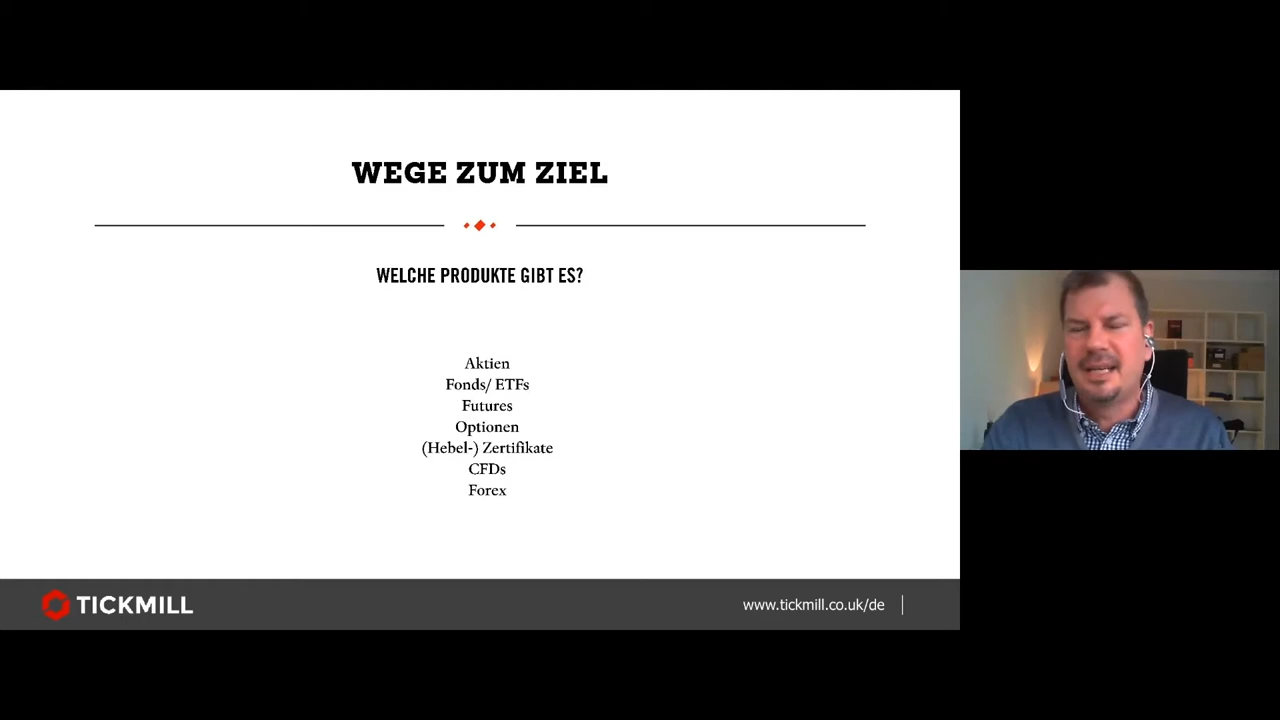 WEGE ZUM ZIEL
WELCHE PRODUKTE GIBT ES?
Aktien
Fonds/ ETFs
Futures
Optionen
(Hebel-) Zertifikate
CFDs
Forex
TICKMILL
www.tickmill.co.uk/de